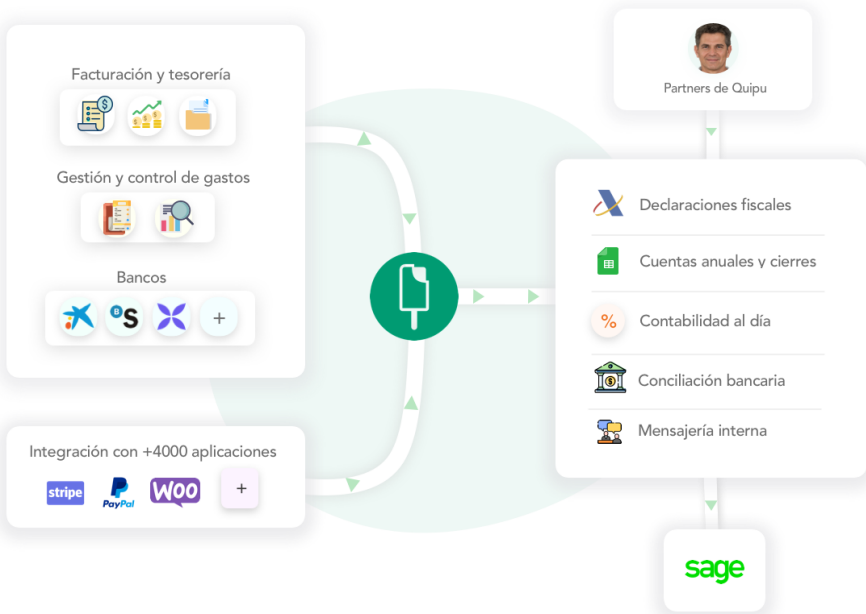 Facturación y tesorería
Gestión y control de gastos
Bancos
BS
+
Integración con +4000 aplicaciones
stripe
PayPal
WOO
+
Partners de Quipu
Declaraciones fiscales
Cuentas anuales y cierres
%
Contabilidad al día
Conciliación bancaria
Mensajería interna
sage